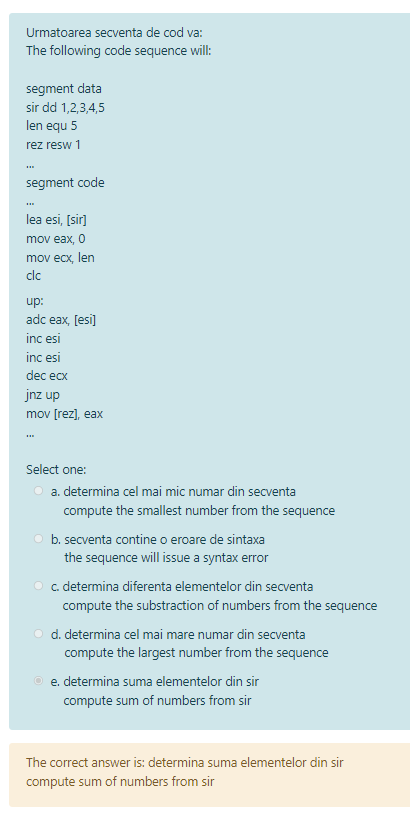 Urmatoarea secventa de cod va:
The following code sequence will:
segment data
sir dd 1,2,3,4,5
len equ 5
rez resw 1
...
segment code
...
lea esi, [sir]
mov eax, 0
mov ecx, len
clc
up:
adc eax, [esi]
inc esi
inc esi
dec ecx
jnz up
mov [rez], eax
...
Select one:
a. determina cel mai mic numar din secventa
compute the smallest number from the sequence
b. secventa contine o eroare de sintaxa
the sequence will issue a syntax error
c. determina diferenta elementelor din secventa
compute the substraction of numbers from the sequence
d. determina cel mai mare numar din secventa
compute the largest number from the sequence
e. determina suma elementelor din sir
compute sum of numbers from sir
The correct answer is: determina suma elementelor din sir
compute sum of numbers from sir